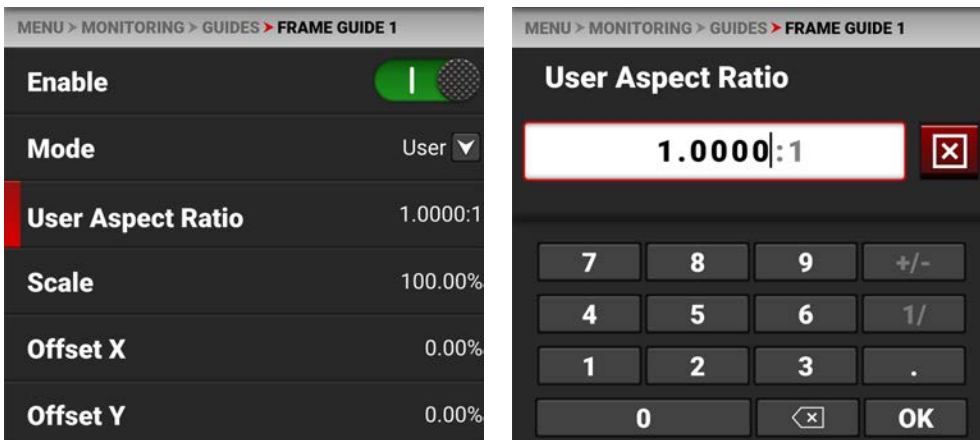 MENU > MONITORING > GUIDES > FRAME GUIDE 1
Enable
Mode User
User Aspect Ratio 1.0000:1
Scale 100.00%
Offset X 0.00%
Offset Y 0.00%
MENU > MONITORING > GUIDES > FRAME GUIDE 1
User Aspect Ratio
1.0000:1
7 8 9 +/-
4 5 6 1/
1 2 3 .
0 OK